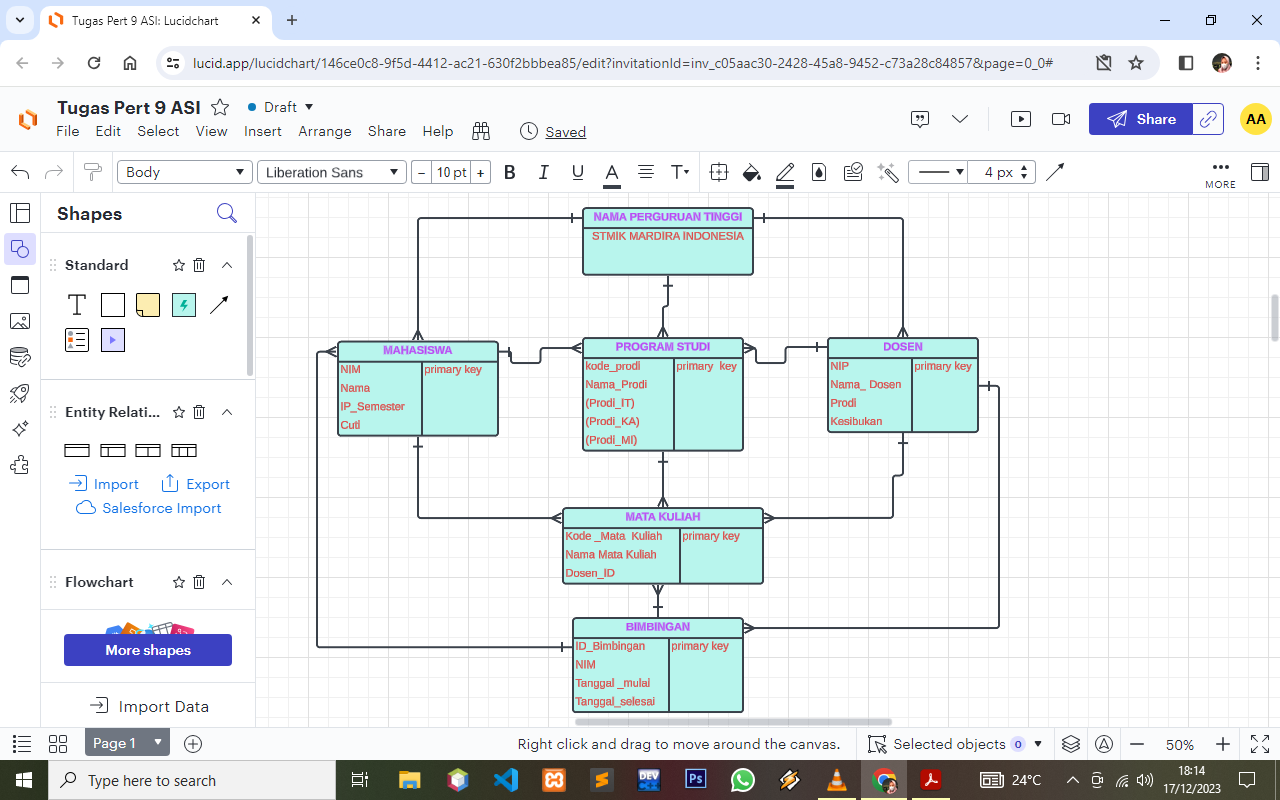 Tugas Pert 9 ASI: Lucidchart
lucid.app/lucidchart/146ce0c8-9f5d-4412-ac21-630f2bbbea85/edit?invitationId=inv_c05aac30-2428-45a8-9452-c73a28c84857&page=0_0#
Tugas Pert 9 ASI
Draft
File Edit Select View Insert Arrange Share Help Saved
Share
AA
Body
Liberation Sans
− 10 pt +
B I U A T
4 px
MORE
Shapes
Standard
T
Entity Relati...
Import
Export
Salesforce Import
Flowchart
More shapes
Import Data
NAMA PERGURUAN TINGGI
STMIK MARDIRA INDONESIA
MAHASISWA
NIM primary key
Nama
IP_Semester
Cuti
PROGRAM STUDI
kode_prodi primary key
Nama_Prodi
(Prodi_IT)
(Prodi_KA)
(Prodi_MI)
DOSEN
NIP primary key
Nama_ Dosen
Prodi
Kesibukan
MATA KULIAH
Kode _Mata Kuliah primary key
Nama Mata Kuliah
Dosen_ID
BIMBINGAN
ID_Bimbingan primary key
NIM
Tanggal _mulai
Tanggal_selesai
Page 1
Right click and drag to move around the canvas.
Selected objects 0
50%
Type here to search
DEV
Ps
24°C
18:14
17/12/2023